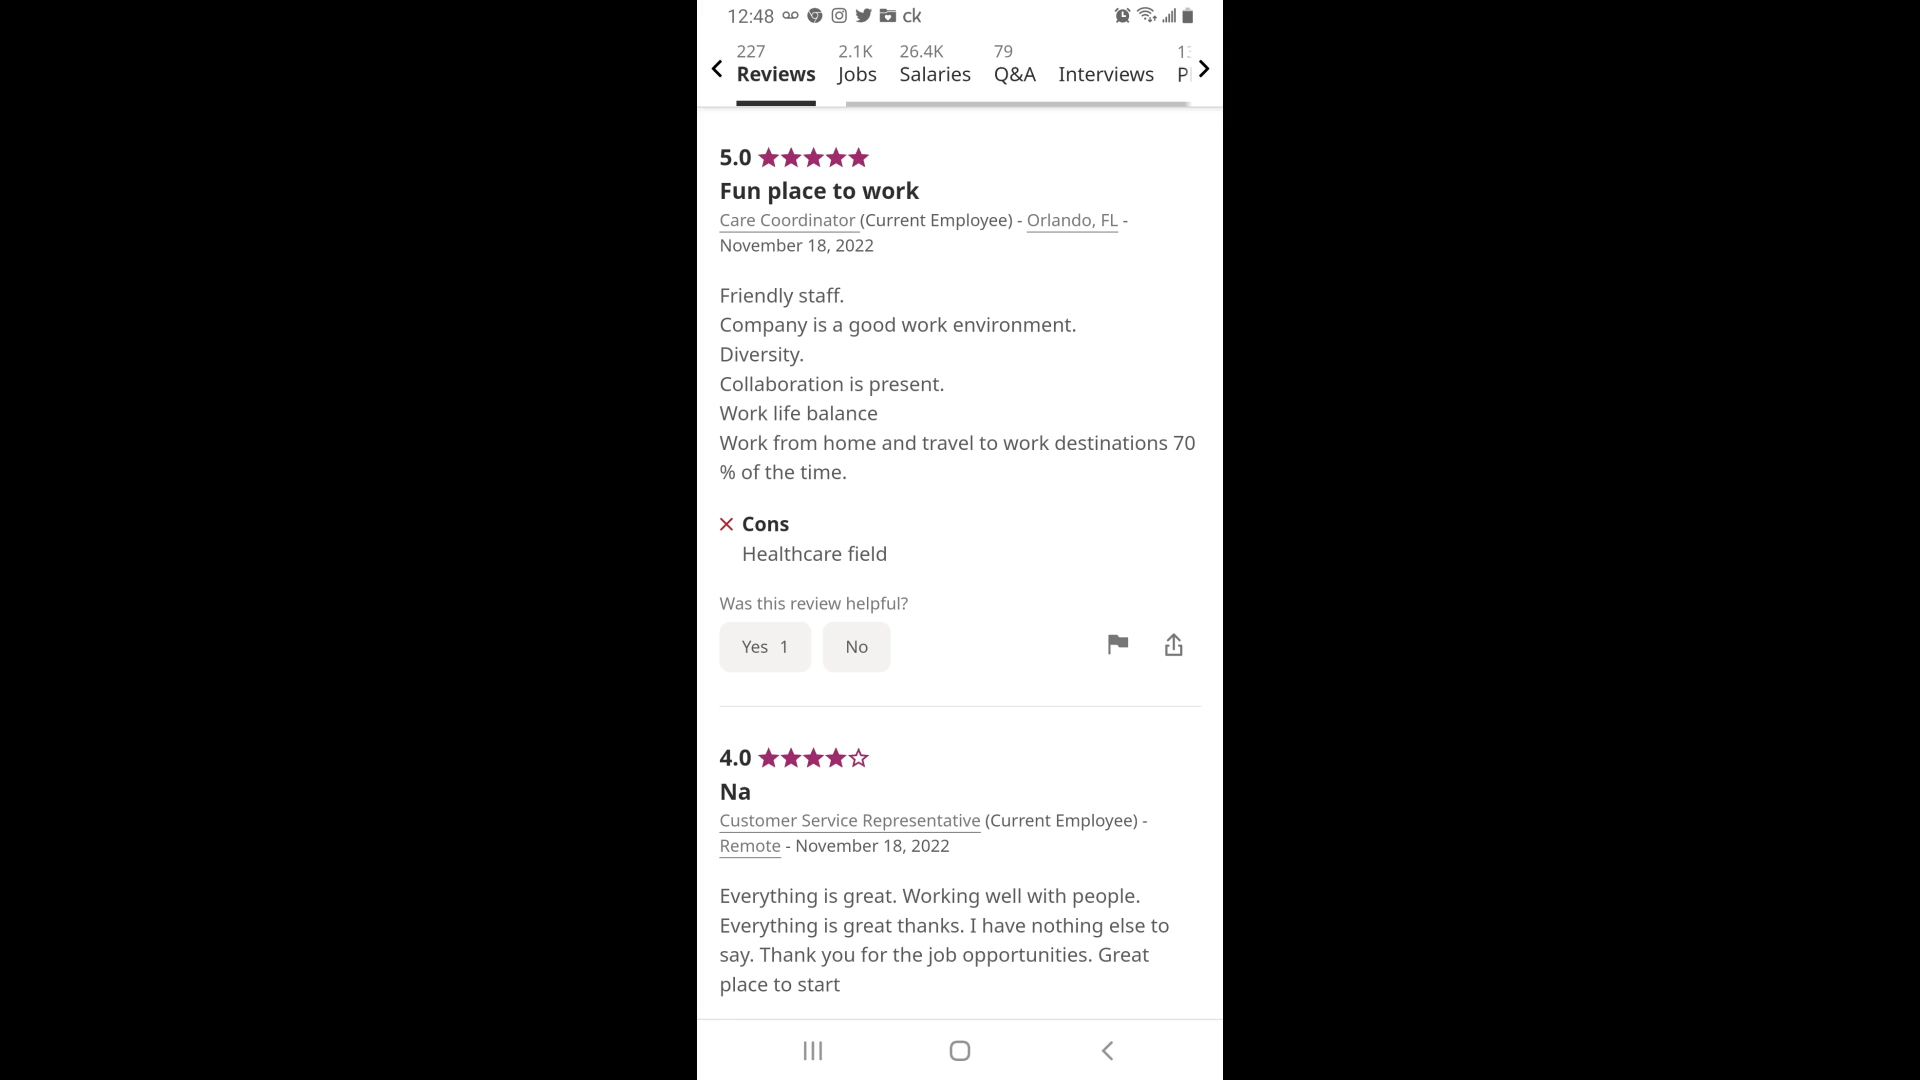 12:48 ck
227 2.1K 26.4K 79
Reviews Jobs Salaries Q&A Interviews
5.0
Fun place to work
Care Coordinator (Current Employee) - Orlando, FL -
November 18, 2022
Friendly staff.
Company is a good work environment.
Diversity.
Collaboration is present.
Work life balance
Work from home and travel to work destinations 70
% of the time.
Cons
Healthcare field
Was this review helpful?
Yes 1 No
4.0
Na
Customer Service Representative (Current Employee) -
Remote - November 18, 2022
Everything is great. Working well with people.
Everything is great thanks. I have nothing else to
say. Thank you for the job opportunities. Great
place to start